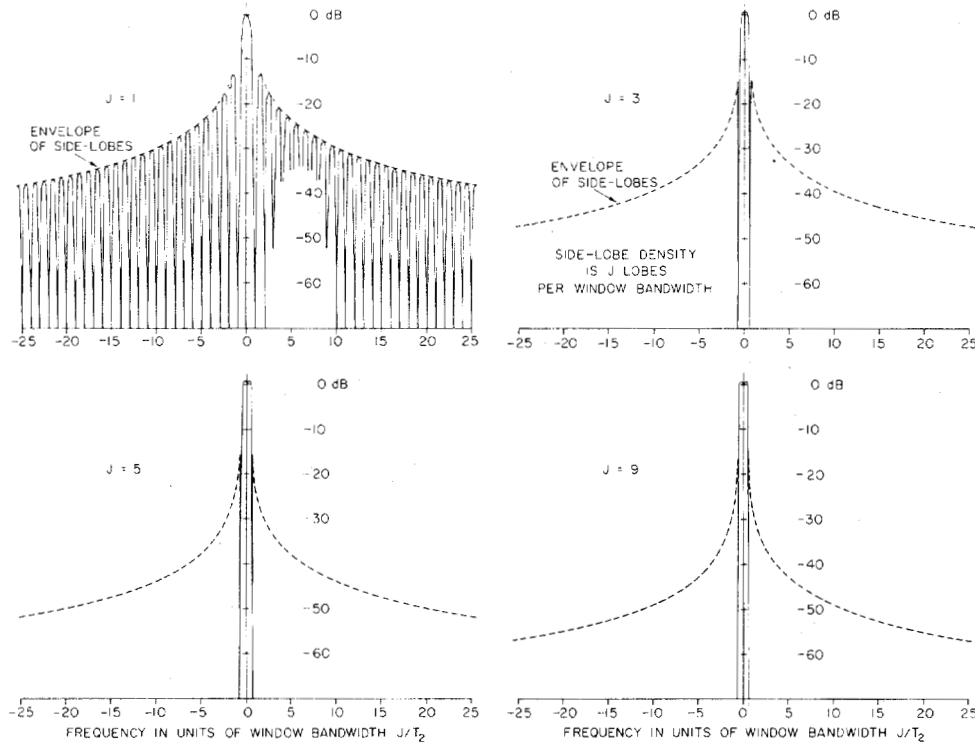 0 dB
-10
J = 1
-20
ENVELOPE
OF SIDE-LOBES
-30
-40
-50
-60
-25 -20 -15 -10 -5 0 5 10 15 20 25
0 dB
-10
J = 3
-20
-30
ENVELOPE
OF SIDE-LOBES
-40
SIDE-LOBE DENSITY
IS J LOBES
PER WINDOW BANDWIDTH
-50
-60
-25 -20 -15 -10 -5 0 5 10 15 20 25
0 dB
-10
J = 5
-20
-30
-40
-50
-60
-25 -20 -15 -10 -5 0 5 10 15 20 25
FREQUENCY IN UNITS OF WINDOW BANDWIDTH J/T₂
0 dB
-10
J = 9
-20
-30
-40
-50
-60
-25 -20 -15 -10 -5 0 5 10 15 20 25
FREQUENCY IN UNITS OF WINDOW BANDWIDTH J/T₂